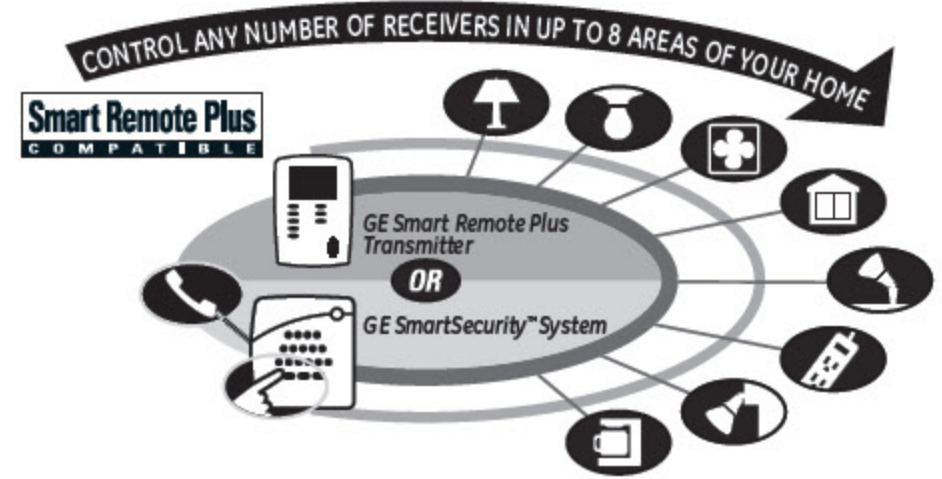 CONTROL ANY NUMBER OF RECEIVERS IN UP TO 8 AREAS OF YOUR HOME
Smart Remote Plus
COMPATIBLE
GE Smart Remote Plus
Transmitter
OR
GE SmartSecurity™ System